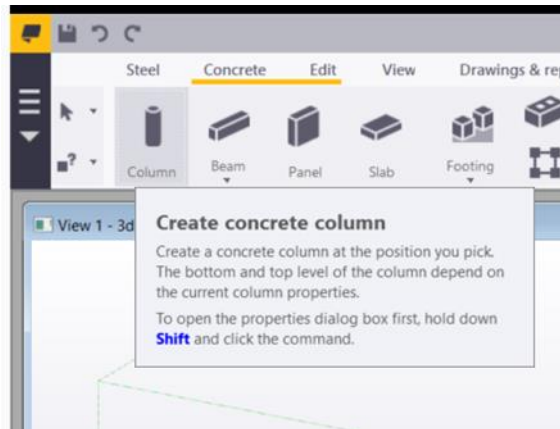 Steel Concrete Edit View Drawings & rep
Column Beam Panel Slab Footing
View 1 - 3d
Create concrete column
Create a concrete column at the position you pick.
The bottom and top level of the column depend on
the current column properties.
To open the properties dialog box first, hold down
Shift and click the command.